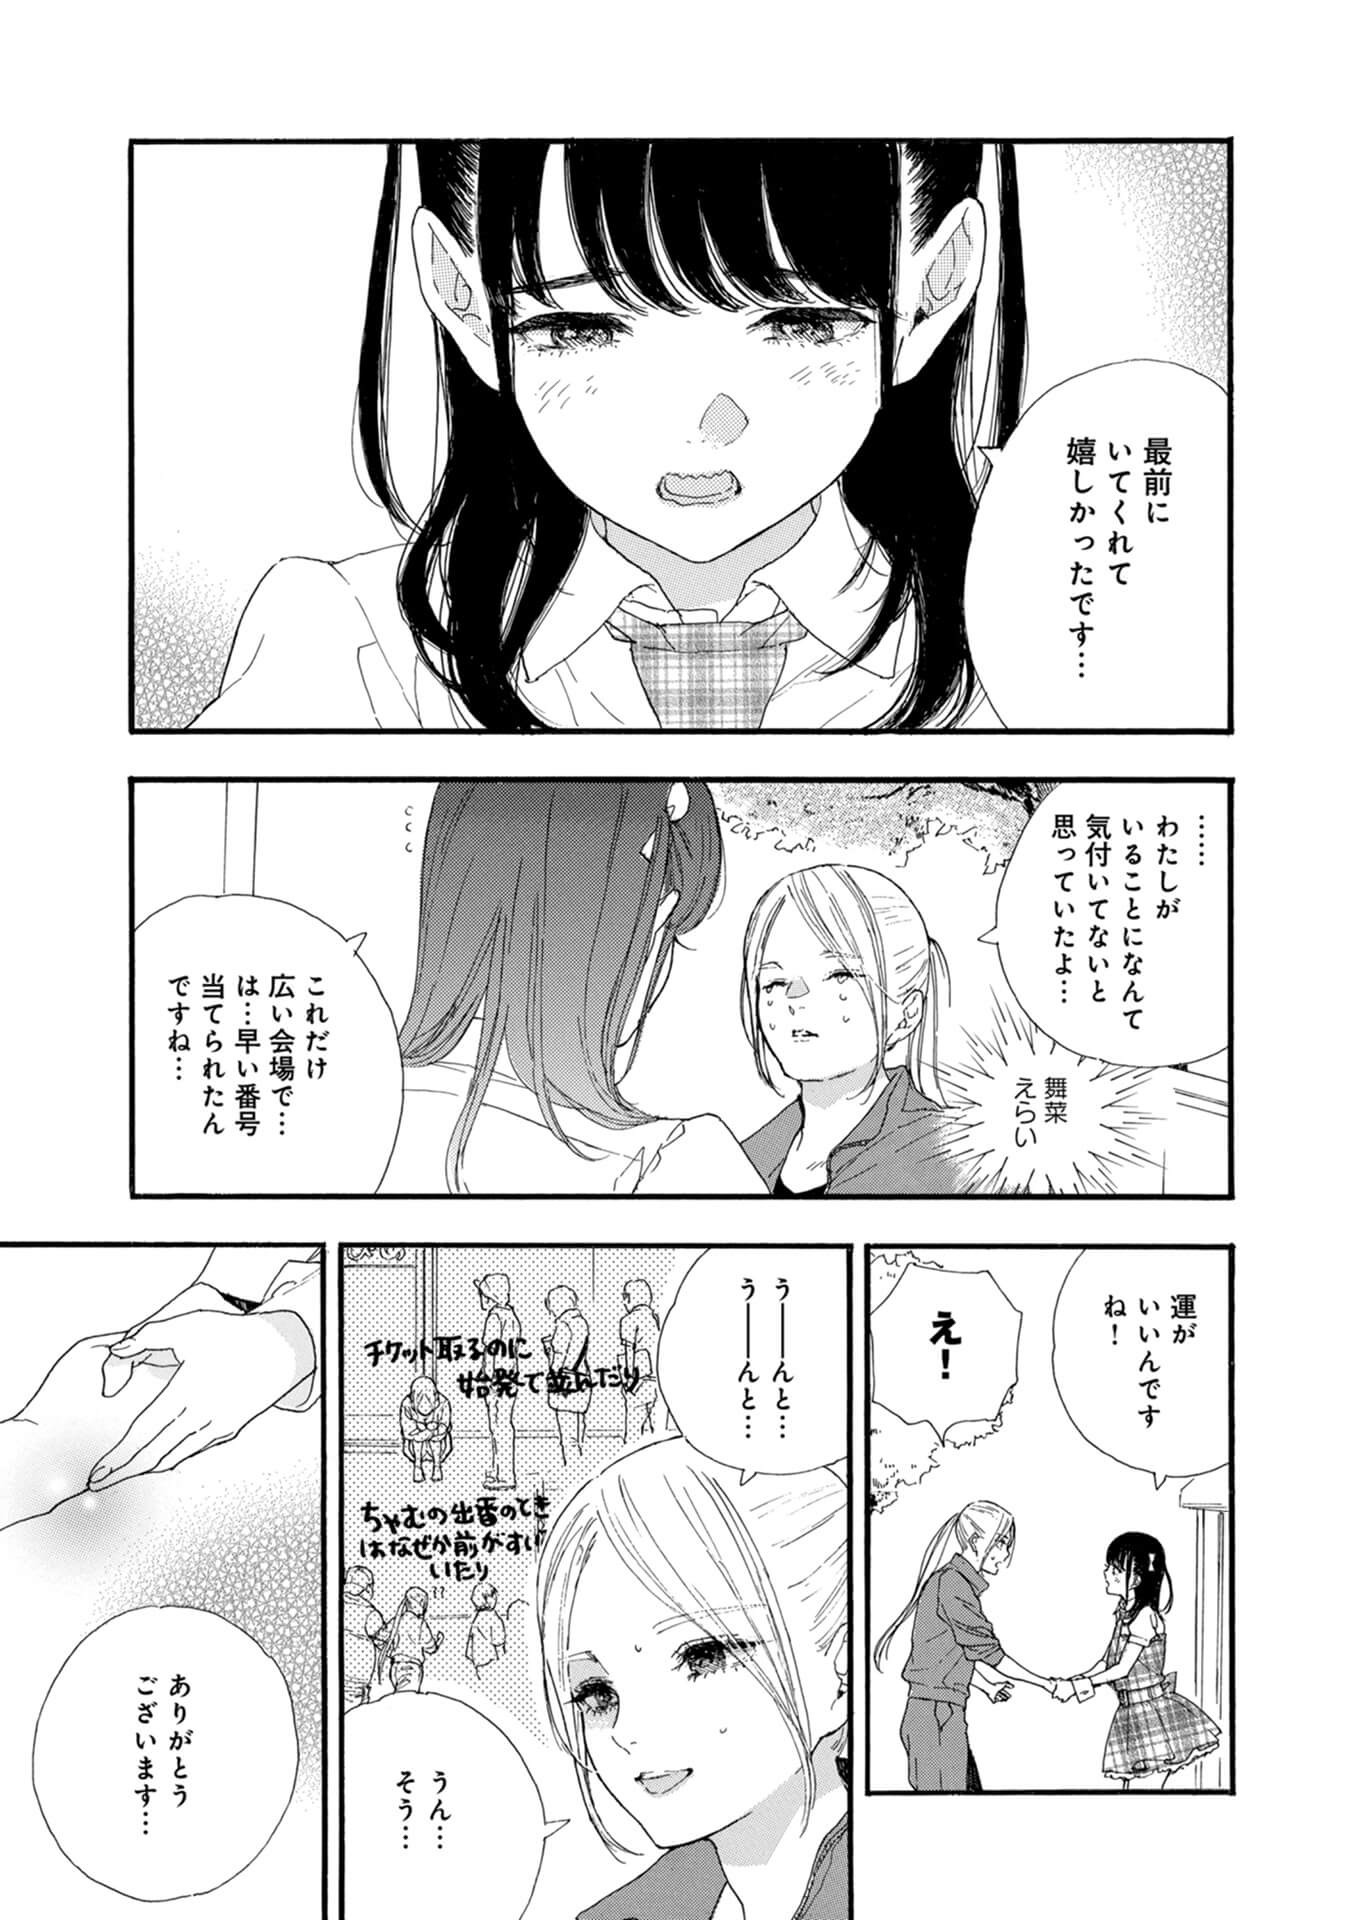 最前に
いてくれて
嬉しかったです…
……
わたしが
いることになんて
気付いてないと
思っていたよ…
舞菜
えらい
これだけ
広い会場で…
は…早い番号
当てられたん
ですね…
運が
いいんです
ね！
え！
うーーんと…
うーーんと…
チケット取るのに
始発で並んだり
ちゃむの出番のとき
はなぜか前がすい
いたり
うん…
そう…
ありがとう
ございます…